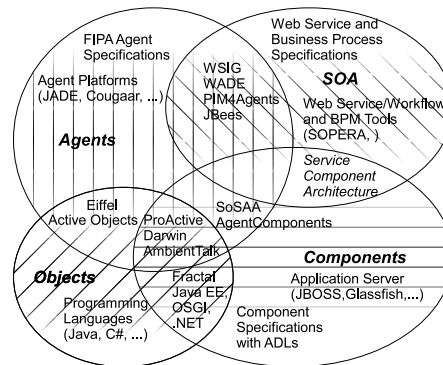 FIPA Agent
Specifications
Web Service and
Business Process
Specifications
SOA
Agent Platforms
(JADE, Cougaar, ...)
WSIG
WADE
PIM4Agents
JBees
Web Service/Workflow
and BPM Tools
(SOPERA, )
Agents
Service
Component
Architecture
Eiffel
Active Objects
SoSAA
AgentComponents
ProActive
Darwin
AmbientTalk
Components
Objects
Fractal
Java EE,
OSGI,
.NET
Application Server
(JBOSS,Glassfish,...)
Programming
Languages
(Java, C#, ...)
Component
Specifications
with ADLs